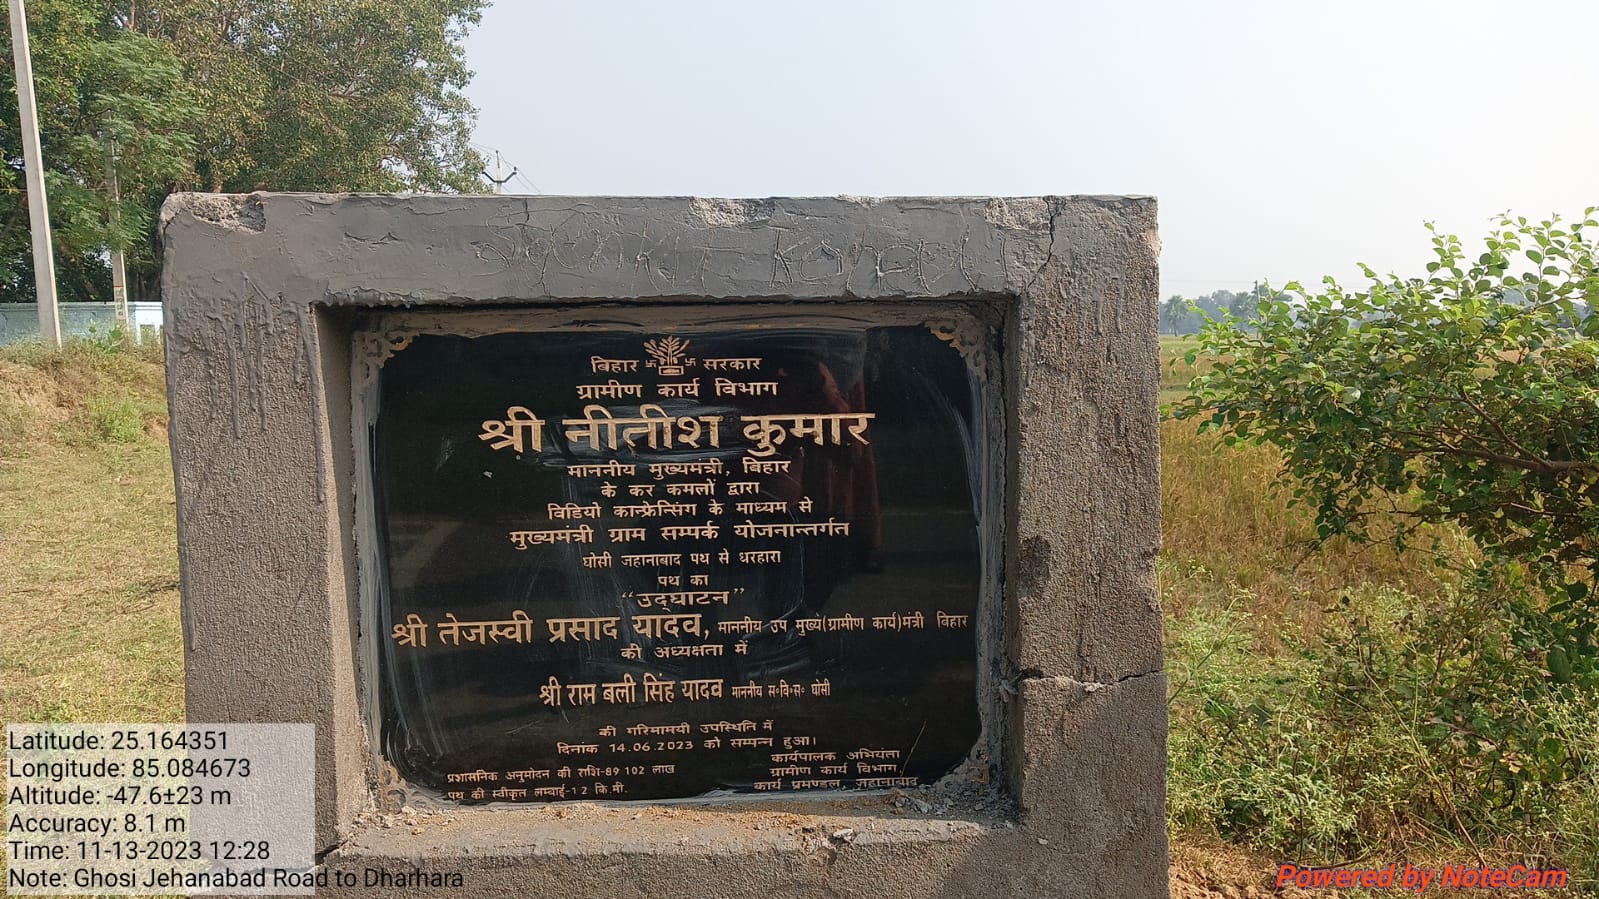 बिहार सरकार
ग्रामीण कार्य विभाग
श्री नीतीश कुमार
माननीय मुख्यमंत्री, बिहार
के कर कमलों द्वारा
विडियो कान्फ्रेन्सिंग के माध्यम से
मुख्यमंत्री ग्राम सम्पर्क योजनान्तर्गत
घोसी जहानाबाद पथ से धरहारा
पथ का
“उद्घाटन”
श्री तेजस्वी प्रसाद यादव, माननीय उप मुख्य(ग्रामीण कार्य)मंत्री बिहार
की अध्यक्षता में
श्री राम बली सिंह यादव माननीय स०वि०स० घोसी
की गरिमामयी उपस्थिति में
दिनांक 14.06.2023 को सम्पन्न हुआ।
प्रशासनिक अनुमोदन की राशि-89 102 लाख
पथ की स्वीकृत लम्बाई-1 2 कि.मी.
कार्यपालक अभियंता
ग्रामीण कार्य विभाग
कार्य प्रमण्डल, जहानाबाद
Latitude: 25.164351
Longitude: 85.084673
Altitude: -47.6±23 m
Accuracy: 8.1 m
Time: 11-13-2023 12:28
Note: Ghosi Jehanabad Road to Dharhara
Powered by NoteCam